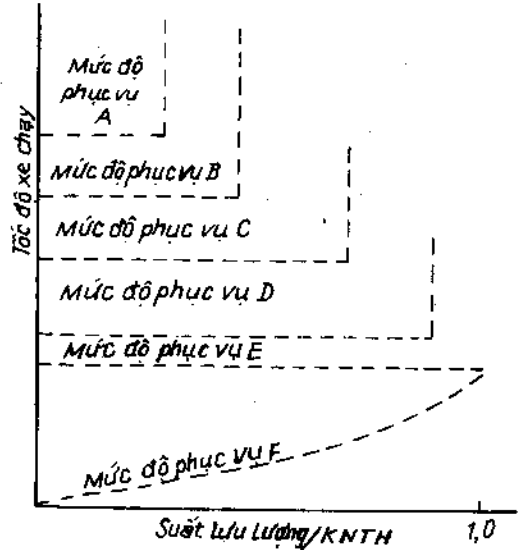 Mức độ
phục vụ
A
Mức độ phục vụ B
Mức độ phục vụ C
Mức độ phục vụ D
Mức độ phục vụ E
Mức độ phục vụ F
Tốc độ xe chạy
Suất lưu lượng/KNTH
1,0